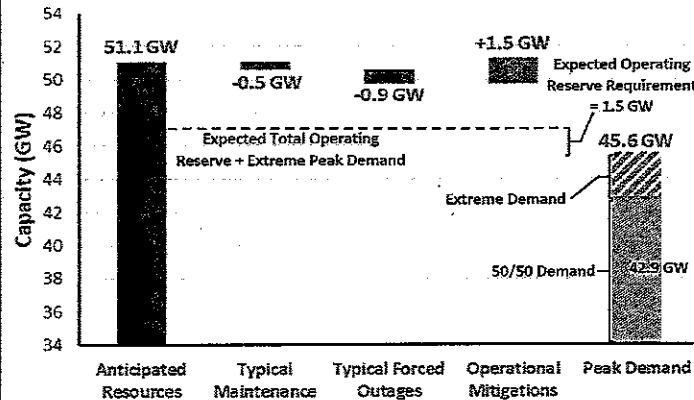 54
52
50
48
46
44
42
40
38
36
34
Capacity (GW)
51.1 GW
-0.5 GW
-0.9 GW
+1.5 GW
Expected Operating
Reserve Requirement
= 1.5 GW
Expected Total Operating
Reserve + Extreme Peak Demand
45.6 GW
Extreme Demand
50/50 Demand
42.9 GW
Anticipated
Resources
Typical
Maintenance
Typical Forced
Outages
Operational
Mitigations
Peak Demand